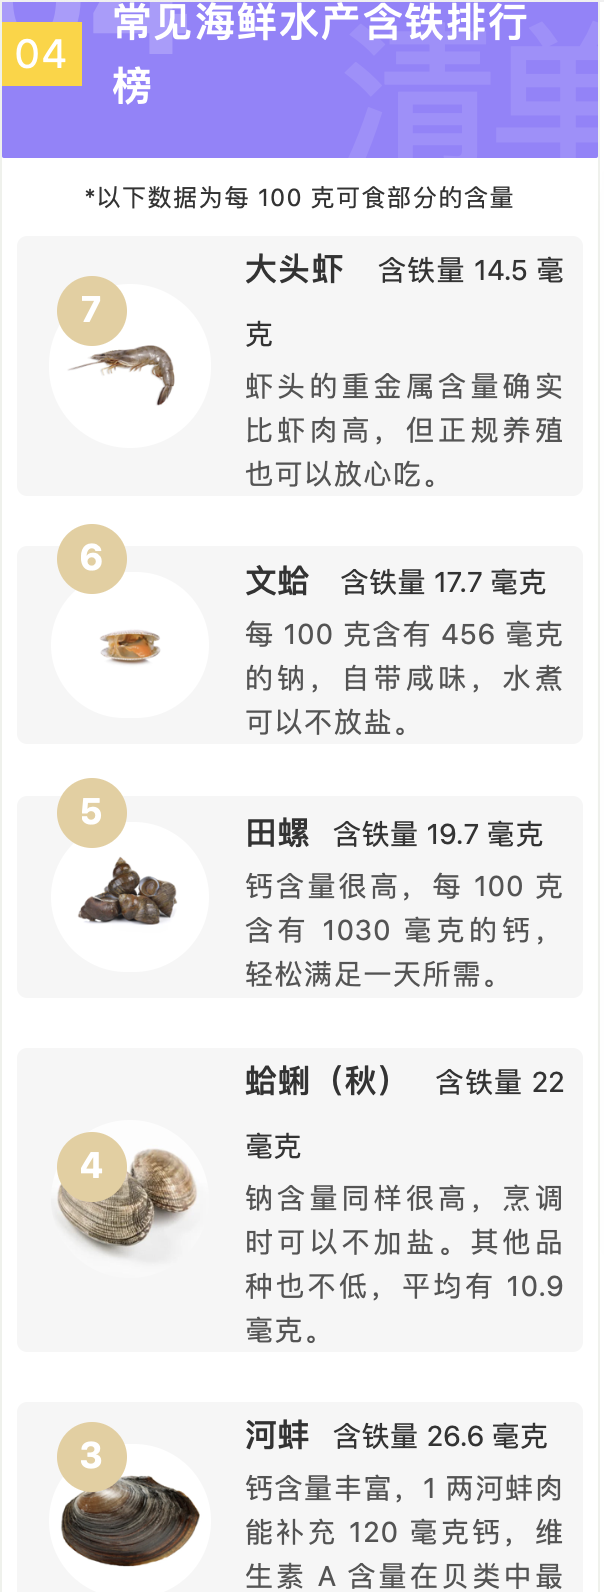 04
常见海鲜水产含铁排行
榜
清单
*以下数据为每 100 克可食部分的含量
7
大头虾 含铁量 14.5 毫
克
虾头的重金属含量确实
比虾肉高，但正规养殖
也可以放心吃。
6
文蛤 含铁量 17.7 毫克
每 100 克含有 456 毫克
的钠，自带咸味，水煮
可以不放盐。
5
田螺 含铁量 19.7 毫克
钙含量很高，每 100 克
含有 1030 毫克的钙，
轻松满足一天所需。
4
蛤蜊（秋） 含铁量 22
毫克
钠含量同样很高，烹调
时可以不加盐。其他品
种也不低，平均有 10.9
毫克。
3
河蚌 含铁量 26.6 毫克
钙含量丰富，1 两河蚌肉
能补充 120 毫克钙，维
生素 A 含量在贝类中最